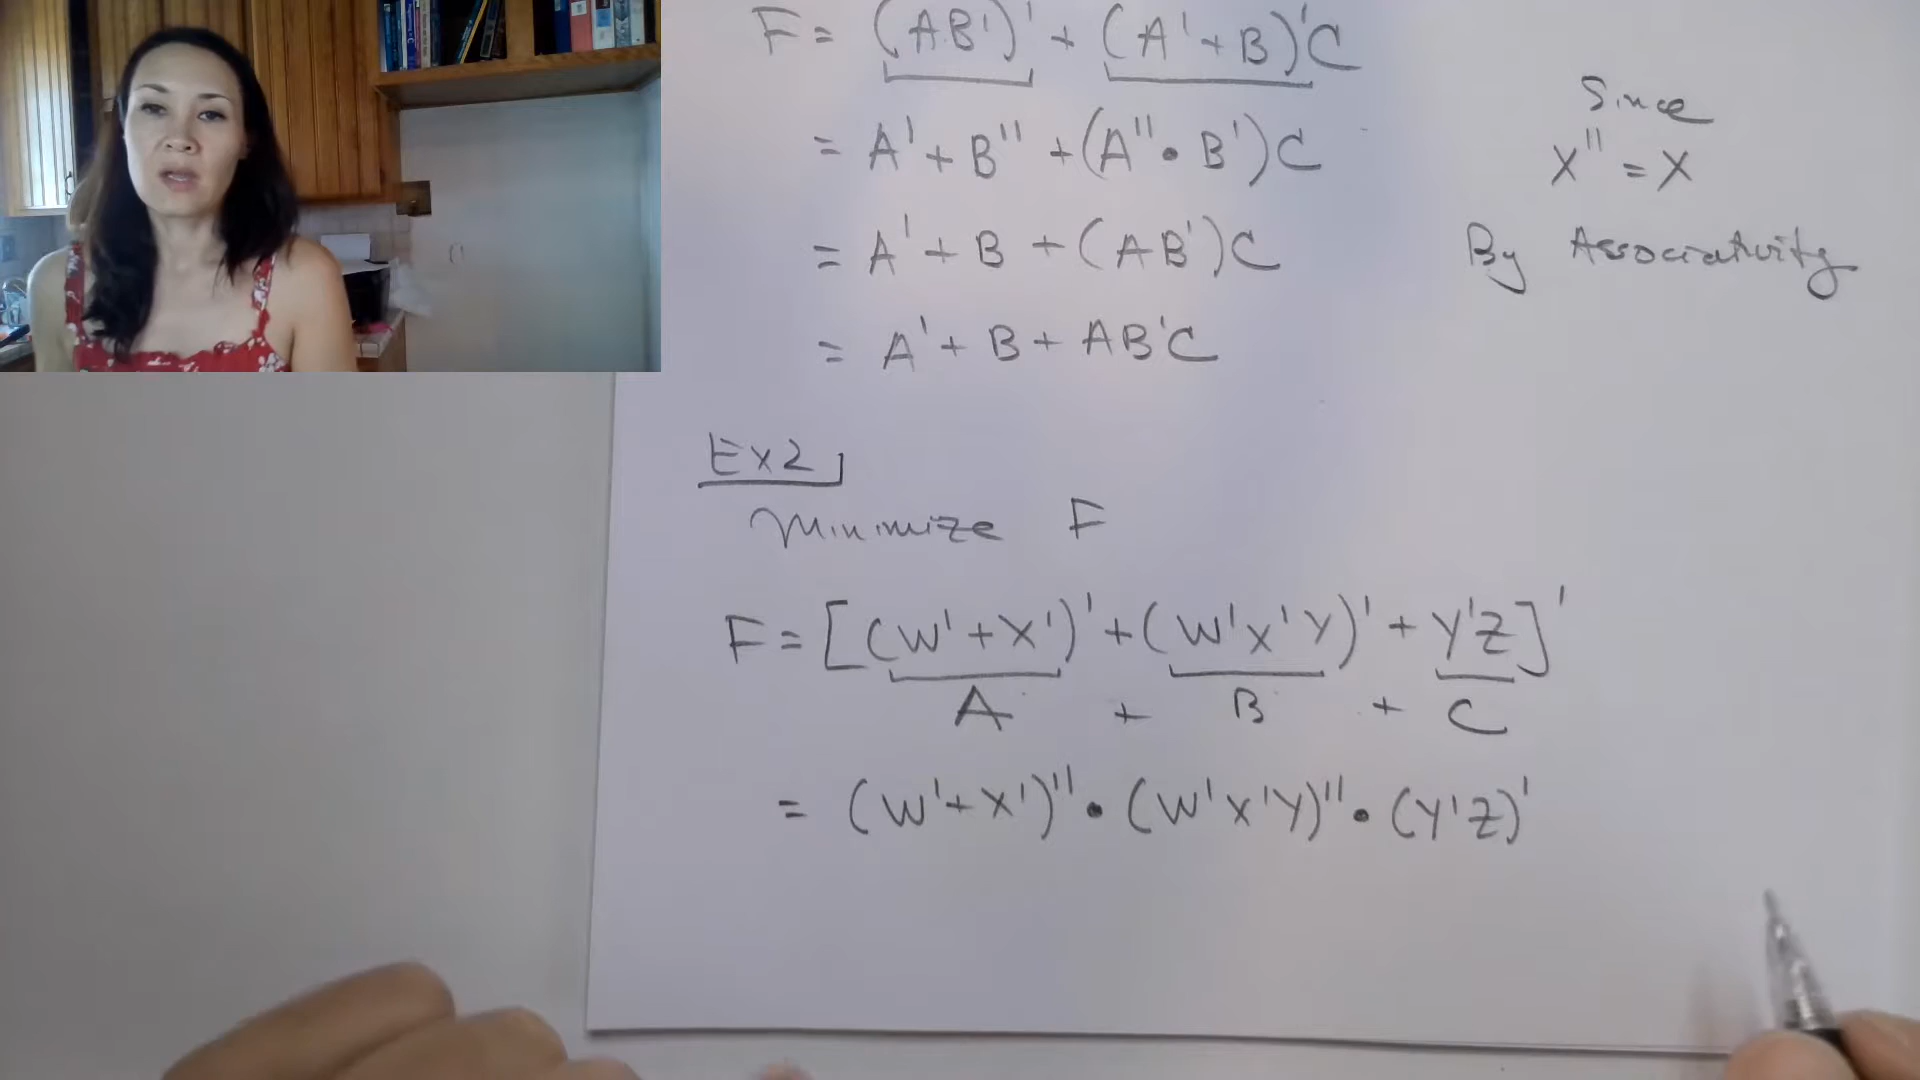 F = (AB')' + (A' + B)'C
= A' + B'' + (A''•B')C
= A' + B + (AB')C
= A' + B + AB'C
Since
X'' = X
By Associativity
Ex2
Minimize F
F = [(W' + X')' + (W'X'Y)' + Y'Z]'
A + B + C
= (W' + X')''•(W'X'Y)''•(Y'Z)'